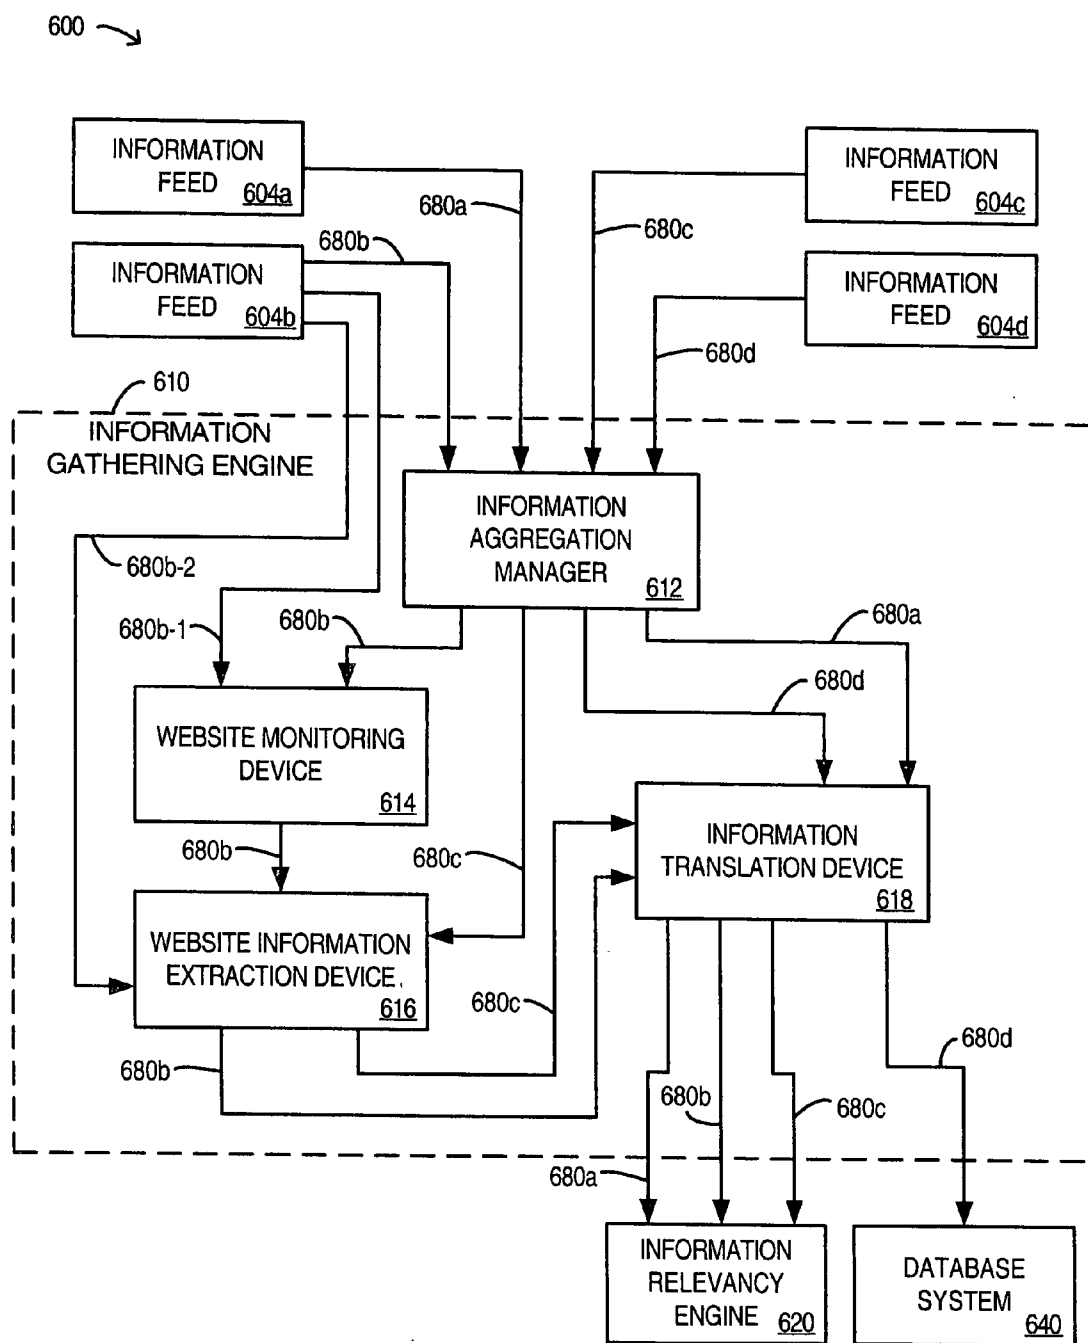 600
INFORMATION
FEED 604a
680a
680c
INFORMATION
FEED 604c
680b
INFORMATION
FEED 604b
INFORMATION
FEED 604d
680d
610
INFORMATION
GATHERING ENGINE
INFORMATION
AGGREGATION
MANAGER
612
680b-2
680b-1
680b
680a
680d
WEBSITE MONITORING
DEVICE
614
INFORMATION
TRANSLATION DEVICE
618
680b
680c
WEBSITE INFORMATION
EXTRACTION DEVICE
616
680c
680b
680d
680b
680c
680a
INFORMATION
RELEVANCY
ENGINE 620
DATABASE
SYSTEM 640